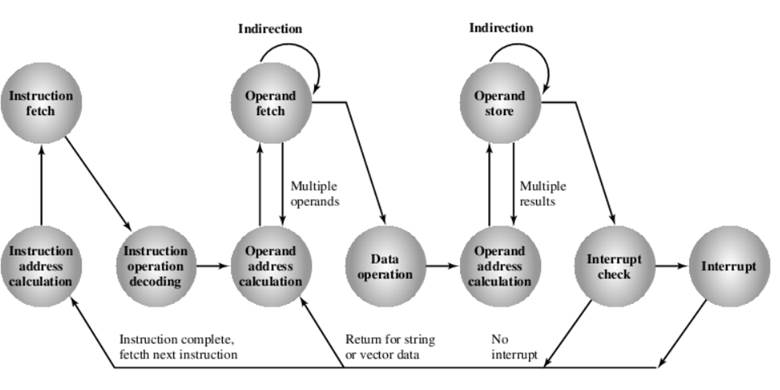 Indirection
Indirection
Instruction
fetch
Operand
fetch
Operand
store
Multiple
operands
Multiple
results
Instruction
address
calculation
Instruction
operation
decoding
Operand
address
calculation
Data
operation
Operand
address
calculation
Interrupt
check
Interrupt
Instruction complete,
fetcth next instruction
Return for string
or vector data
No
interrupt